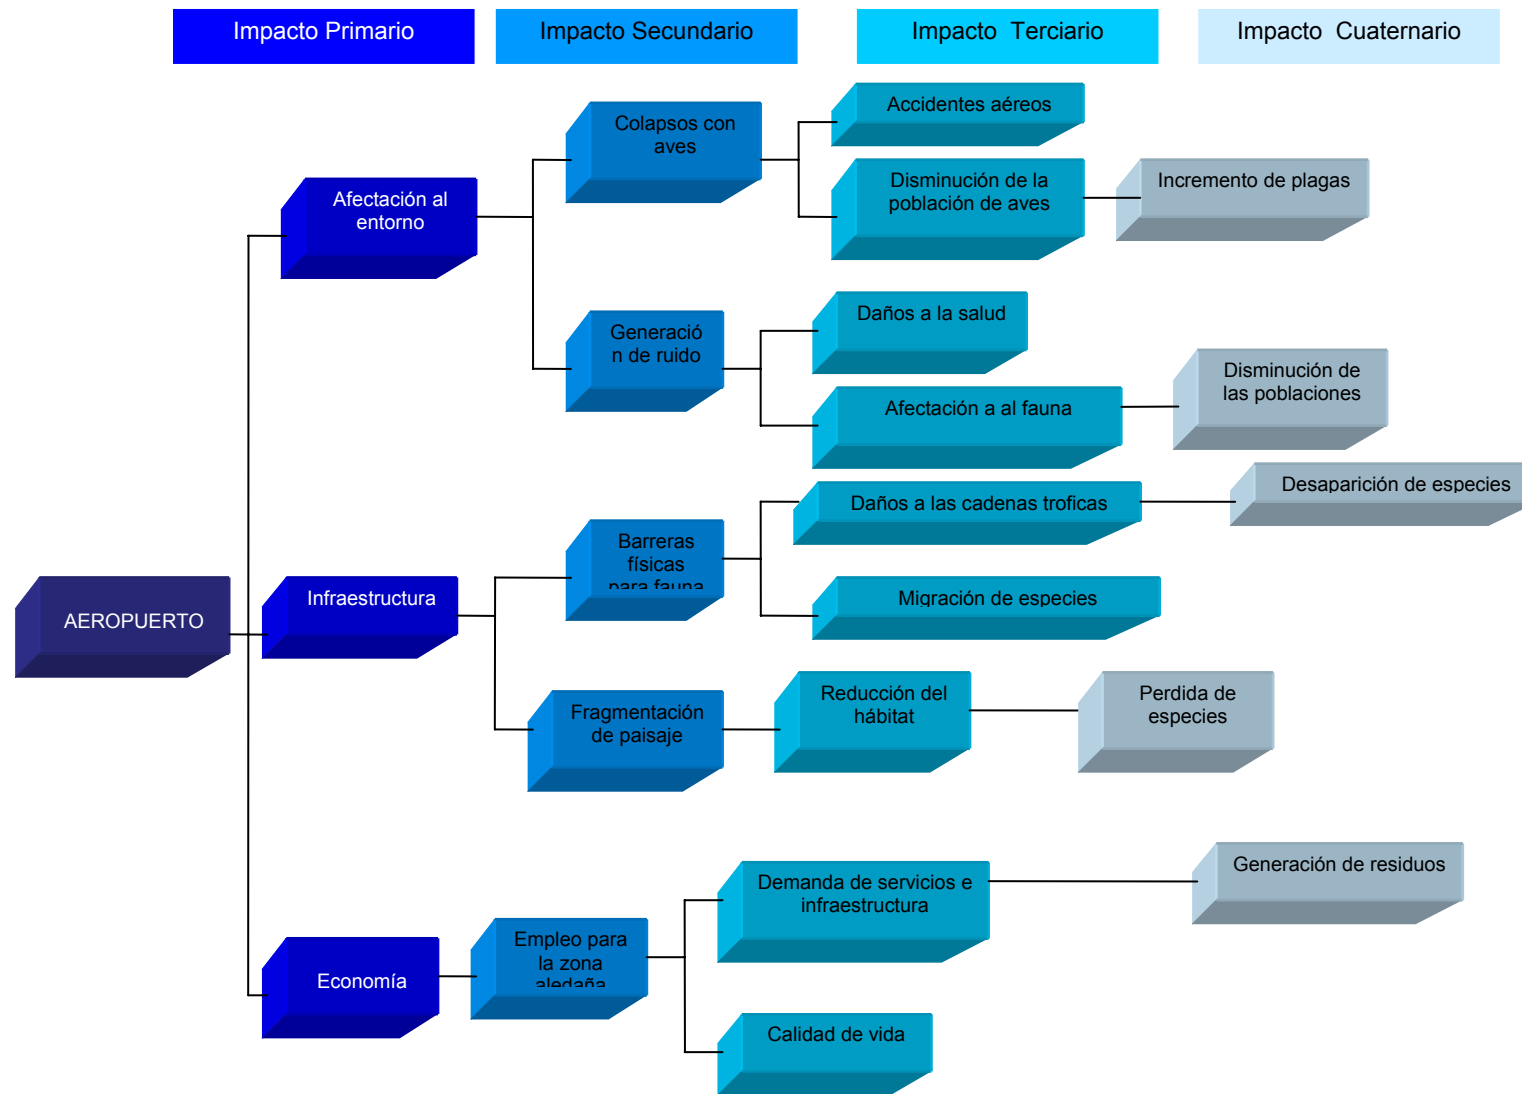 Impacto Primario
Impacto Secundario
Impacto Terciario
Impacto Cuaternario
Colapsos con
aves
Accidentes aéreos
Disminución de la
población de aves
Incremento de plagas
Afectación al
entorno
Generació
n de ruido
Daños a la salud
Afectación a al fauna
Disminución de
las poblaciones
Barreras
físicas
para fauna
Daños a las cadenas troficas
Desaparición de especies
Migración de especies
AEROPUERTO
Infraestructura
Fragmentación
de paisaje
Reducción del
hábitat
Perdida de
especies
Economía
Empleo para
la zona
aledaña
Demanda de servicios e
infraestructura
Generación de residuos
Calidad de vida